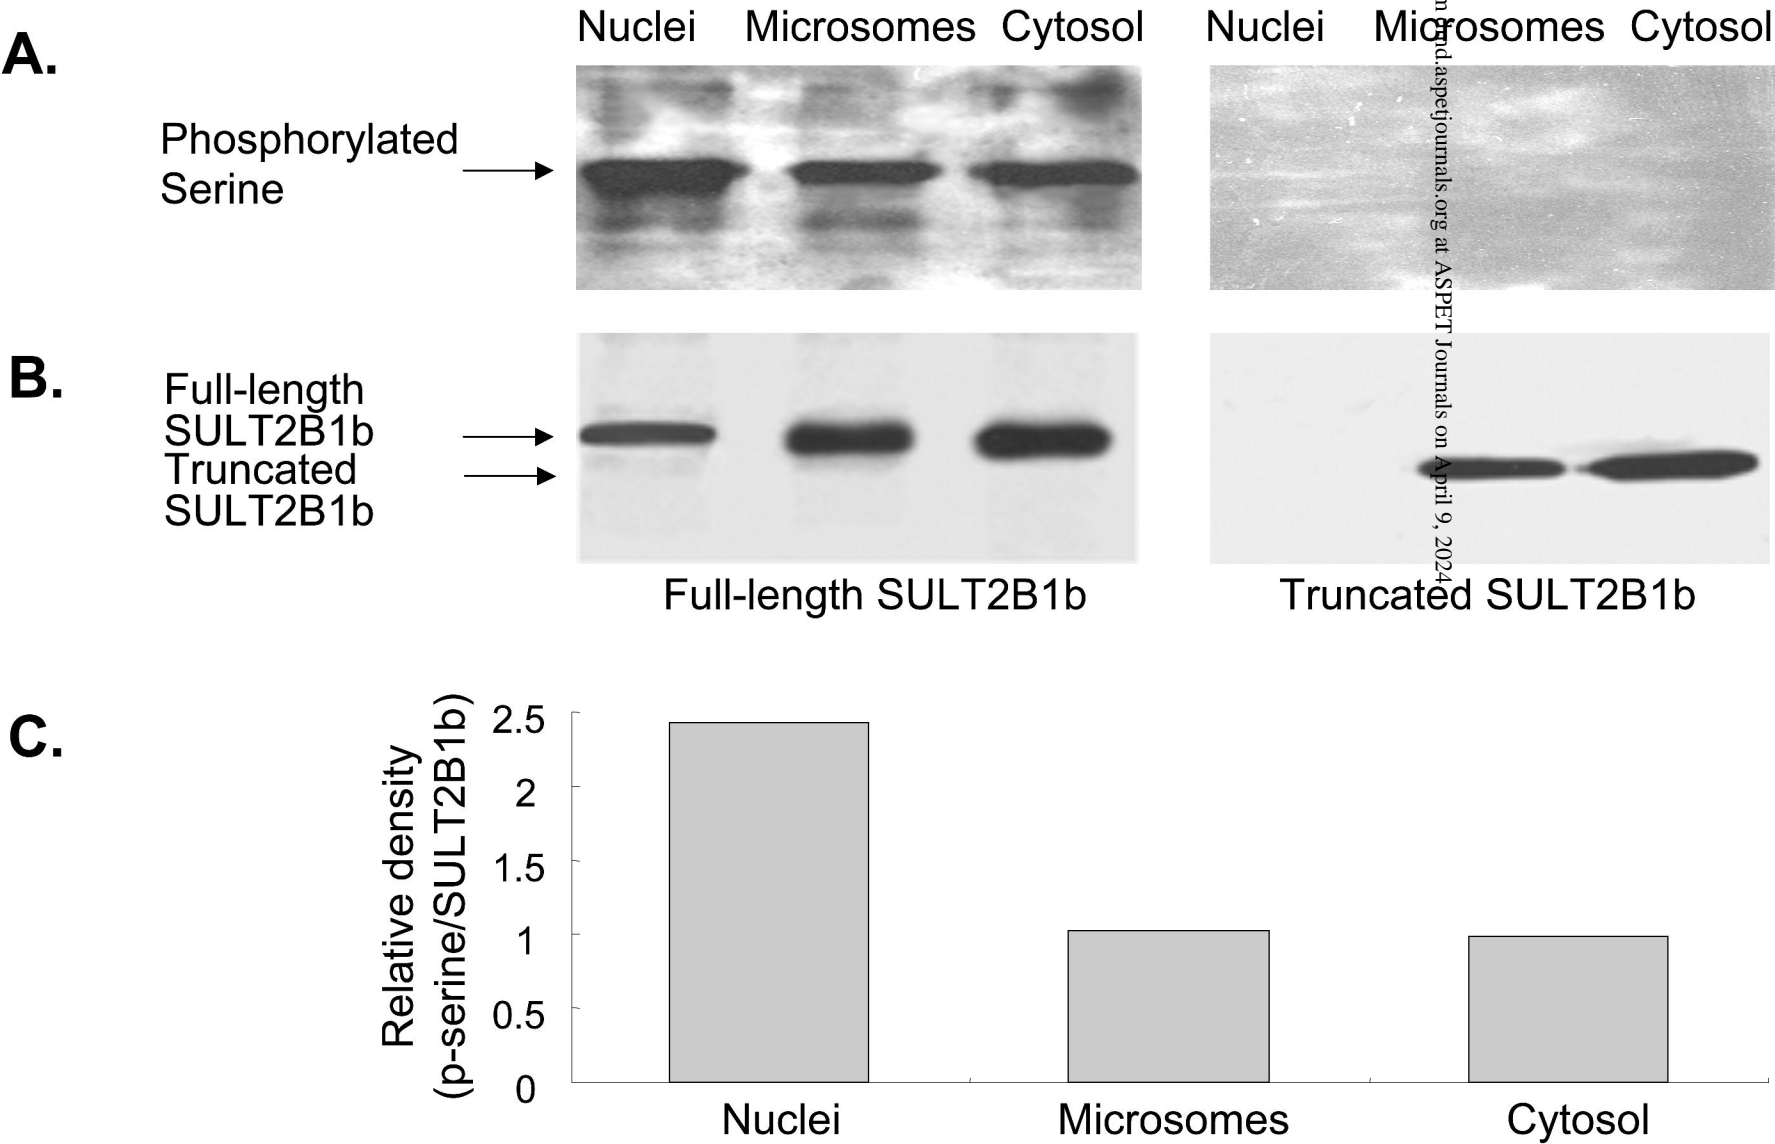 Nuclei Microsomes Cytosol Nuclei Microsomes Cytosol
A.
Phosphorylated
Serine
B.
Full-length
SULT2B1b
Truncated
SULT2B1b
Full-length SULT2B1b Truncated SULT2B1b
dmd.aspetjournals.org at ASPET Journals on April 9, 2024
C.
Relative density
(p-serine/SULT2B1b)
2.5
2
1.5
1
0.5
0
Nuclei Microsomes Cytosol